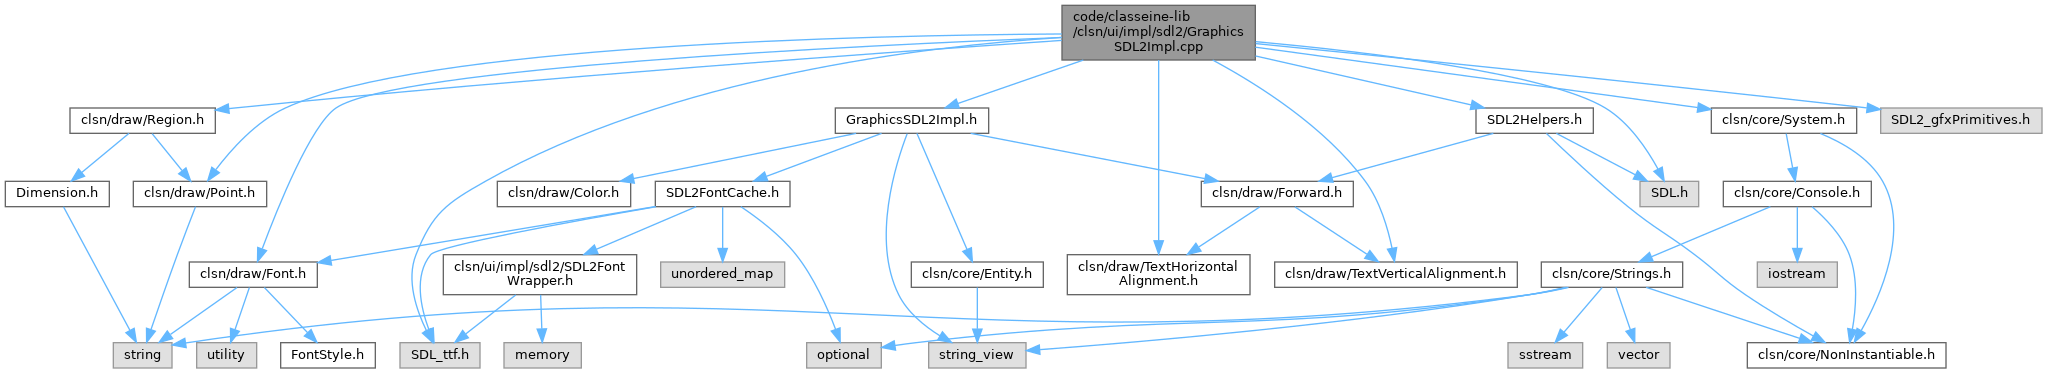 code/classeine-lib
/clsn/ui/impl/sdl2/Graphics
SDL2Impl.cpp
clsn/draw/Region.h
GraphicsSDL2Impl.h
SDL2Helpers.h
clsn/core/System.h
SDL2_gfxPrimitives.h
Dimension.h
clsn/draw/Point.h
clsn/draw/Color.h
SDL2FontCache.h
clsn/draw/Forward.h
SDL.h
clsn/core/Console.h
clsn/draw/Font.h
clsn/ui/impl/sdl2/SDL2Font
Wrapper.h
unordered_map
clsn/core/Entity.h
clsn/draw/TextHorizontal
Alignment.h
clsn/draw/TextVerticalAlignment.h
clsn/core/Strings.h
iostream
string
utility
FontStyle.h
SDL_ttf.h
memory
optional
string_view
sstream
vector
clsn/core/NonInstantiable.h